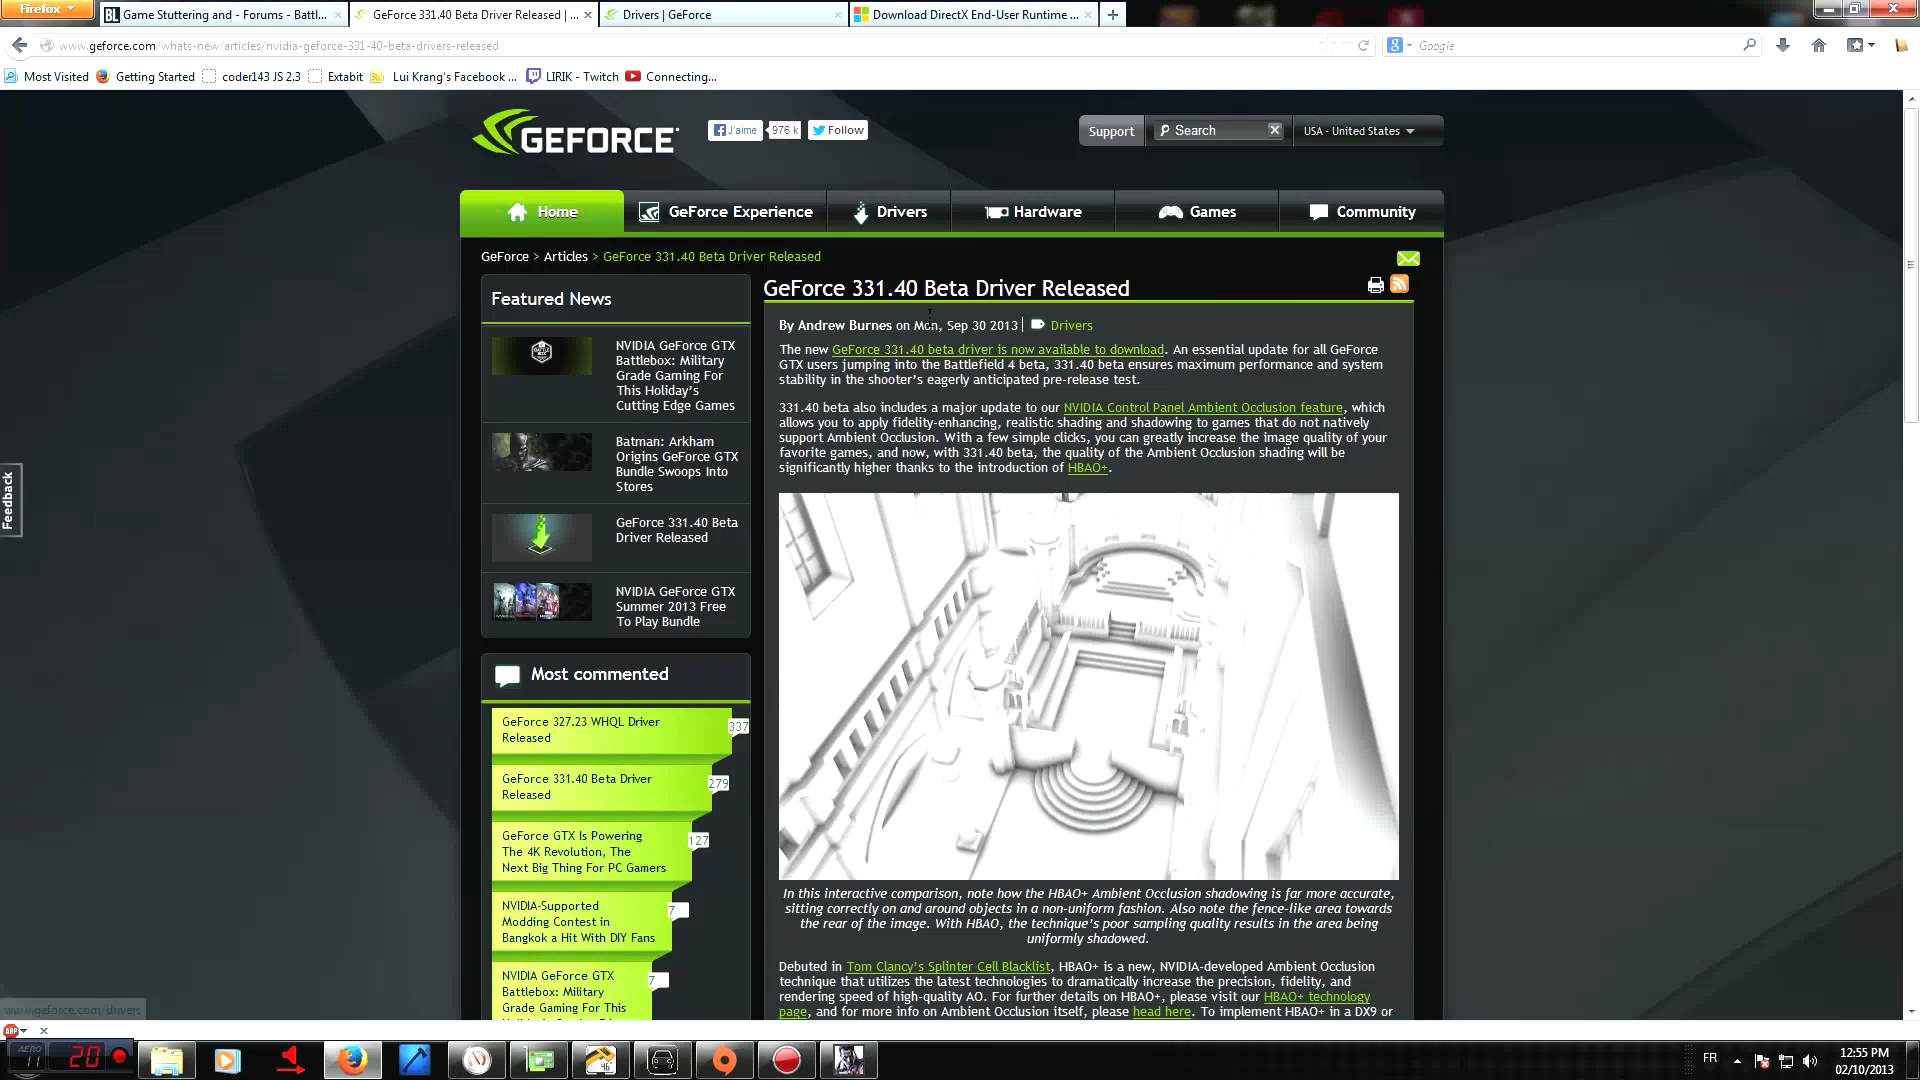 Firefox
Game Stuttering and - Forums - Battl...
GeForce 331.40 Beta Driver Released | ...
Drivers | GeForce
Download DirectX End-User Runtime ...
www.geforce.com/whats-new/articles/nvidia-geforce-331-40-beta-drivers-released
Google
Most Visited
Getting Started
coder143 JS 2.3
Extabit
Lui Krang's Facebook ...
LIRIK - Twitch
Connecting...
GEFORCE
J'aime
976 k
Follow
Support
Search
USA - United States
Home
GeForce Experience
Drivers
Hardware
Games
Community
GeForce > Articles > GeForce 331.40 Beta Driver Released
Featured News
NVIDIA GeForce GTX
Battlebox: Military
Grade Gaming For
This Holiday's
Cutting Edge Games
Batman: Arkham
Origins GeForce GTX
Bundle Swoops Into
Stores
GeForce 331.40 Beta
Driver Released
NVIDIA GeForce GTX
Summer 2013 Free
To Play Bundle
Most commented
GeForce 327.23 WHQL Driver
Released
337
GeForce 331.40 Beta Driver
Released
279
GeForce GTX Is Powering
The 4K Revolution, The
Next Big Thing For PC Gamers
127
NVIDIA-Supported
Modding Contest in
Bangkok a Hit With DIY Fans
7
NVIDIA GeForce GTX
Battlebox: Military
Grade Gaming For This
7
GeForce 331.40 Beta Driver Released
By Andrew Burnes on Mon, Sep 30 2013 | Drivers
The new GeForce 331.40 beta driver is now available to download. An essential update for all GeForce
GTX users jumping into the Battlefield 4 beta, 331.40 beta ensures maximum performance and system
stability in the shooter's eagerly anticipated pre-release test.
331.40 beta also includes a major update to our NVIDIA Control Panel Ambient Occlusion feature, which
allows you to apply fidelity-enhancing, realistic shading and shadowing to games that do not natively
support Ambient Occlusion. With a few simple clicks, you can greatly increase the image quality of your
favorite games, and now, with 331.40 beta, the quality of the Ambient Occlusion shading will be
significantly higher thanks to the introduction of HBAO+.
In this interactive comparison, note how the HBAO+ Ambient Occlusion shadowing is far more accurate,
sitting correctly on and around objects in a non-uniform fashion. Also note the fence-like area towards
the rear of the image. With HBAO, the technique's poor sampling quality results in the area being
uniformly shadowed.
Debuted in Tom Clancy's Splinter Cell Blacklist, HBAO+ is a new, NVIDIA-developed Ambient Occlusion
technique that utilizes the latest technologies to dramatically increase the precision, fidelity, and
rendering speed of high-quality AO. For further details on HBAO+, please visit our HBAO+ technology
page, and for more info on Ambient Occlusion itself, please head here. To implement HBAO+ in a DX9 or
Feedback
www.geforce.com/drivers
ABP
AERO
11
20
46
FR
12:55 PM
02/10/2013